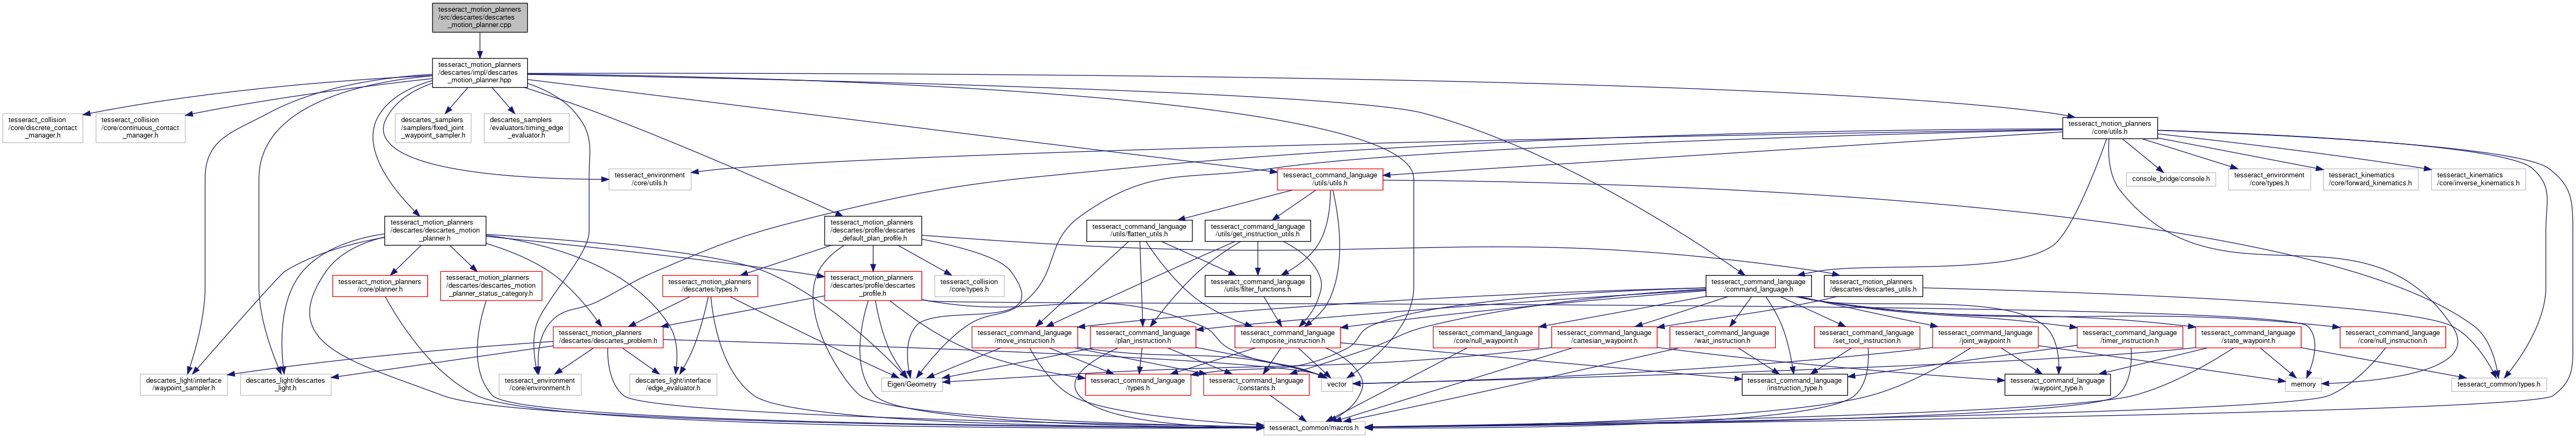 tesseract_motion_planners
/src/descartes/descartes
_motion_planner.cpp
tesseract_motion_planners
/descartes/impl/descartes
_motion_planner.hpp
tesseract_collision
/core/discrete_contact
_manager.h
tesseract_collision
/core/continuous_contact
_manager.h
descartes_samplers
/samplers/fixed_joint
_waypoint_sampler.h
descartes_samplers
/evaluators/timing_edge
_evaluator.h
tesseract_motion_planners
/core/utils.h
tesseract_environment
/core/utils.h
tesseract_command_language
/utils/utils.h
console_bridge/console.h
tesseract_environment
/core/types.h
tesseract_kinematics
/core/forward_kinematics.h
tesseract_kinematics
/core/inverse_kinematics.h
tesseract_motion_planners
/descartes/descartes_motion
_planner.h
tesseract_motion_planners
/descartes/profile/descartes
_default_plan_profile.h
tesseract_command_language
/utils/flatten_utils.h
tesseract_command_language
/utils/get_instruction_utils.h
tesseract_motion_planners
/core/planner.h
tesseract_motion_planners
/descartes/descartes_motion
_planner_status_category.h
tesseract_motion_planners
/descartes/types.h
tesseract_motion_planners
/descartes/profile/descartes
_profile.h
tesseract_collision
/core/types.h
tesseract_command_language
/utils/filter_functions.h
tesseract_command_language
/command_language.h
tesseract_motion_planners
/descartes/descartes_utils.h
tesseract_motion_planners
/descartes/descartes_problem.h
tesseract_command_language
/move_instruction.h
tesseract_command_language
/plan_instruction.h
tesseract_command_language
/composite_instruction.h
tesseract_command_language
/core/null_waypoint.h
tesseract_command_language
/cartesian_waypoint.h
tesseract_command_language
/wait_instruction.h
tesseract_command_language
/set_tool_instruction.h
tesseract_command_language
/joint_waypoint.h
tesseract_command_language
/timer_instruction.h
tesseract_command_language
/state_waypoint.h
tesseract_command_language
/core/null_instruction.h
descartes_light/interface
/waypoint_sampler.h
descartes_light/descartes
_light.h
tesseract_environment
/core/environment.h
descartes_light/interface
/edge_evaluator.h
Eigen/Geometry
tesseract_command_language
/types.h
tesseract_command_language
/constants.h
vector
tesseract_command_language
/instruction_type.h
tesseract_command_language
/waypoint_type.h
memory
tesseract_common/types.h
tesseract_common/macros.h